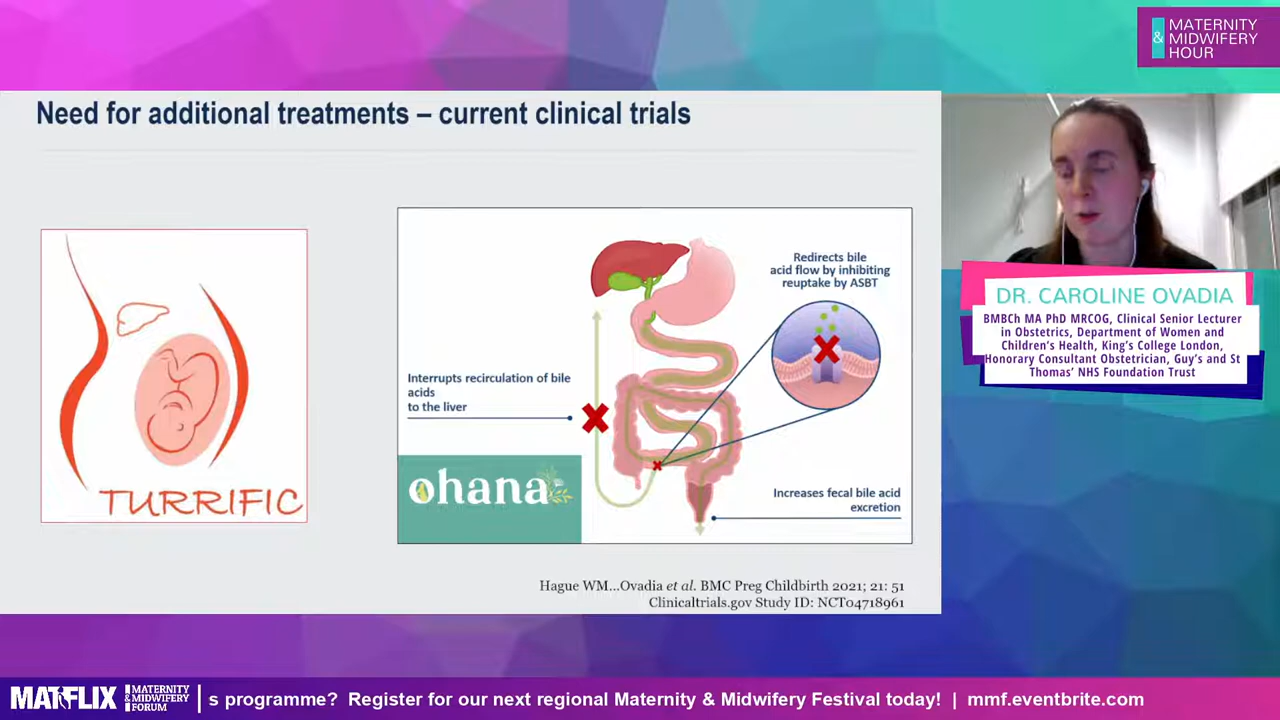 MATERNITY
& MIDWIFERY
HOUR
Need for additional treatments – current clinical trials
TURRIFIC
Redirects bile
acid flow by inhibiting
reuptake by ASBT
Interrupts recirculation of bile
acids
to the liver
ohana
Increases fecal bile acid
excretion
Hague WM...Ovadia et al. BMC Preg Childbirth 2021; 21: 51
Clinicaltrials.gov Study ID: NCT04718961
DR. CAROLINE OVADIA
BMBCh MA PhD MRCOG, Clinical Senior Lecturer
in Obstetrics, Department of Women and
Children's Health, King's College London,
Honorary Consultant Obstetrician, Guy's and St
Thomas' NHS Foundation Trust
MATFLIX
MATERNITY
& MIDWIFERY
FORUM
s programme? Register for our next regional Maternity & Midwifery Festival today! | mmf.eventbrite.com